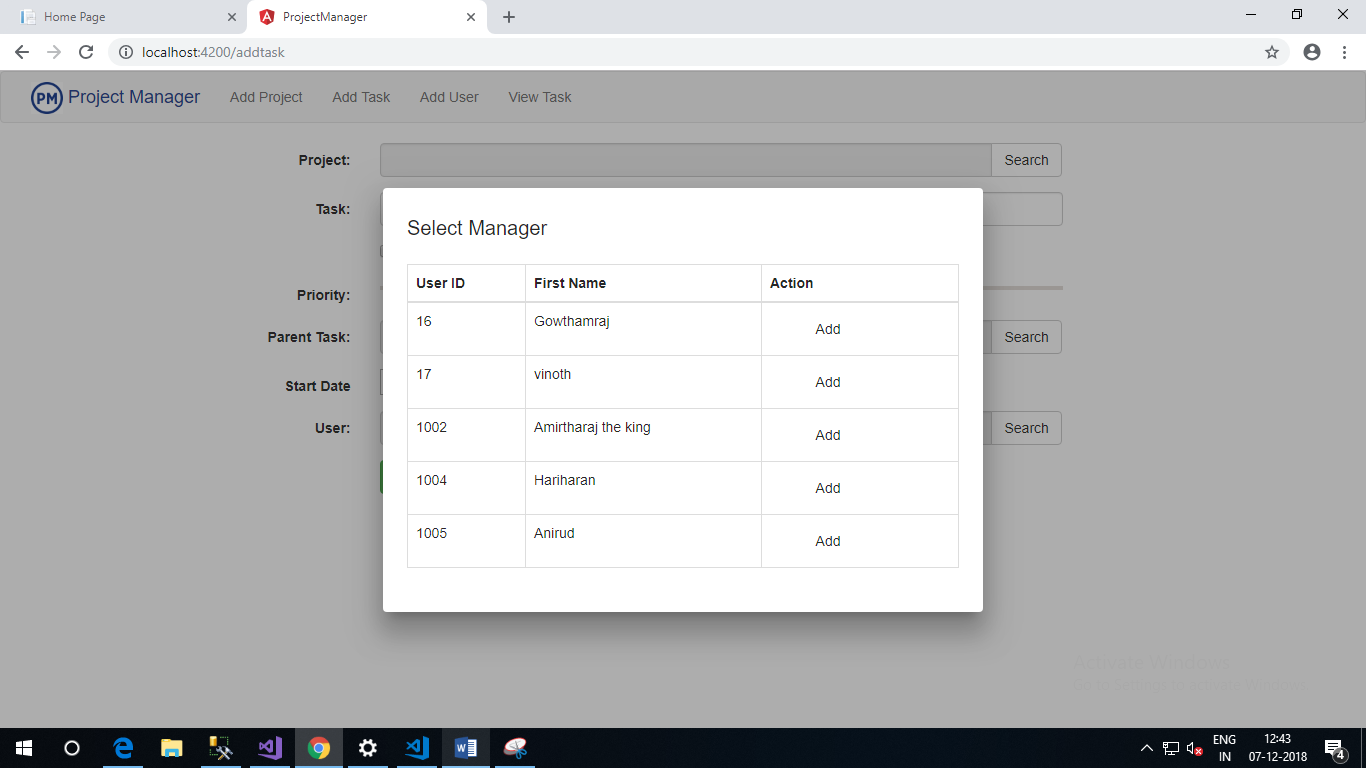 Home Page
ProjectManager
localhost:4200/addtask
PM Project Manager
Add Project
Add Task
Add User
View Task
Project:
Search
Task:
Select Manager
User ID First Name Action
16 Gowthamraj Add
17 vinoth Add
1002 Amirtharaj the king Add
1004 Hariharan Add
1005 Anirud Add
Priority:
Parent Task:
Search
Start Date
User:
Search
Activate Windows
ENG
IN
12:43
07-12-2018
4